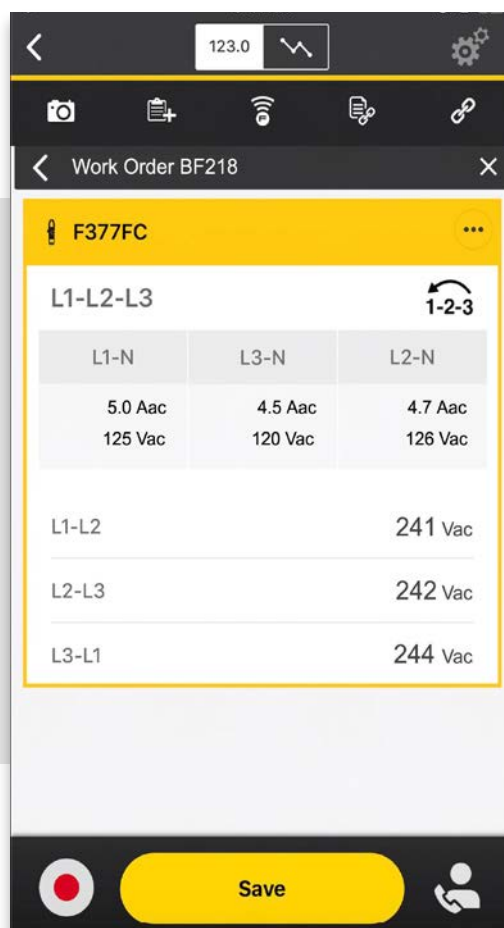 123.0
Work Order BF218
F377FC
L1-L2-L3
1-2-3
L1-N L3-N L2-N
5.0 Aac 4.5 Aac 4.7 Aac
125 Vac 120 Vac 126 Vac
L1-L2 241 Vac
L2-L3 242 Vac
L3-L1 244 Vac
Save